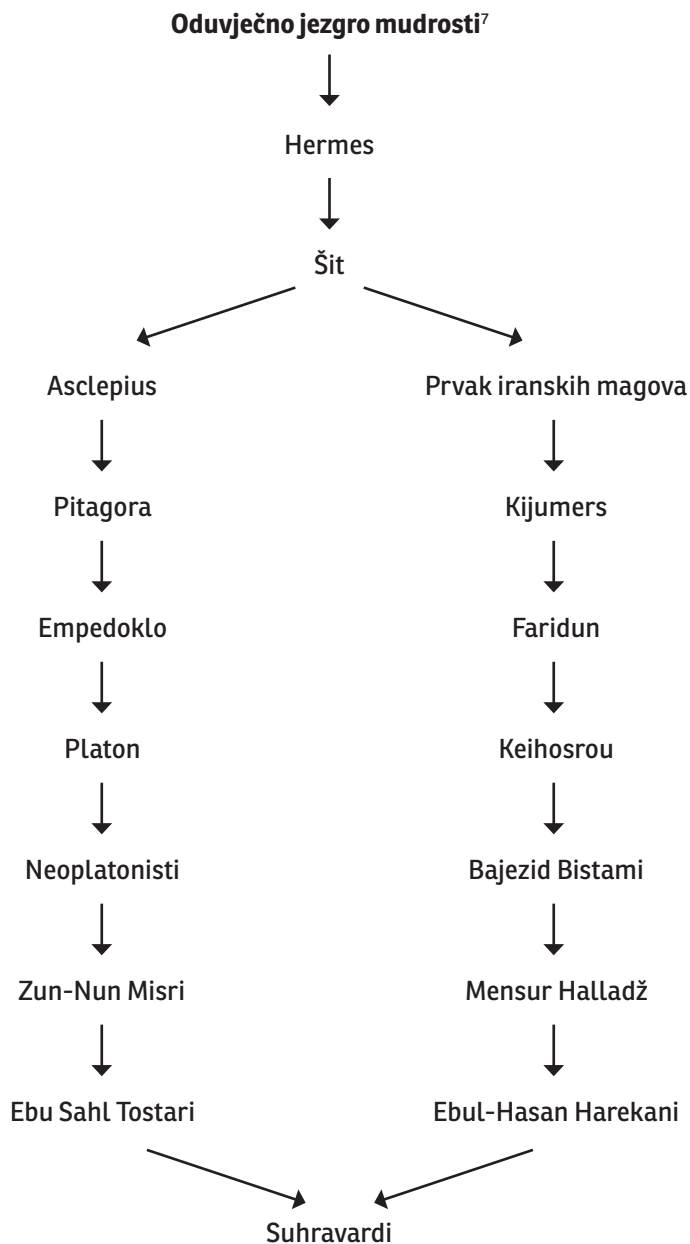 Oduvječno jezgro mudrosti⁷
Hermes
Šit
Asclepius
Prvak iranskih magova
Pitagora
Kijumers
Empedoklo
Faridun
Platon
Keihosrou
Neoplatonisti
Bajezid Bistami
Zun-Nun Misri
Mensur Halladž
Ebu Sahl Tostari
Ebul-Hasan Harekani
Suhravardi